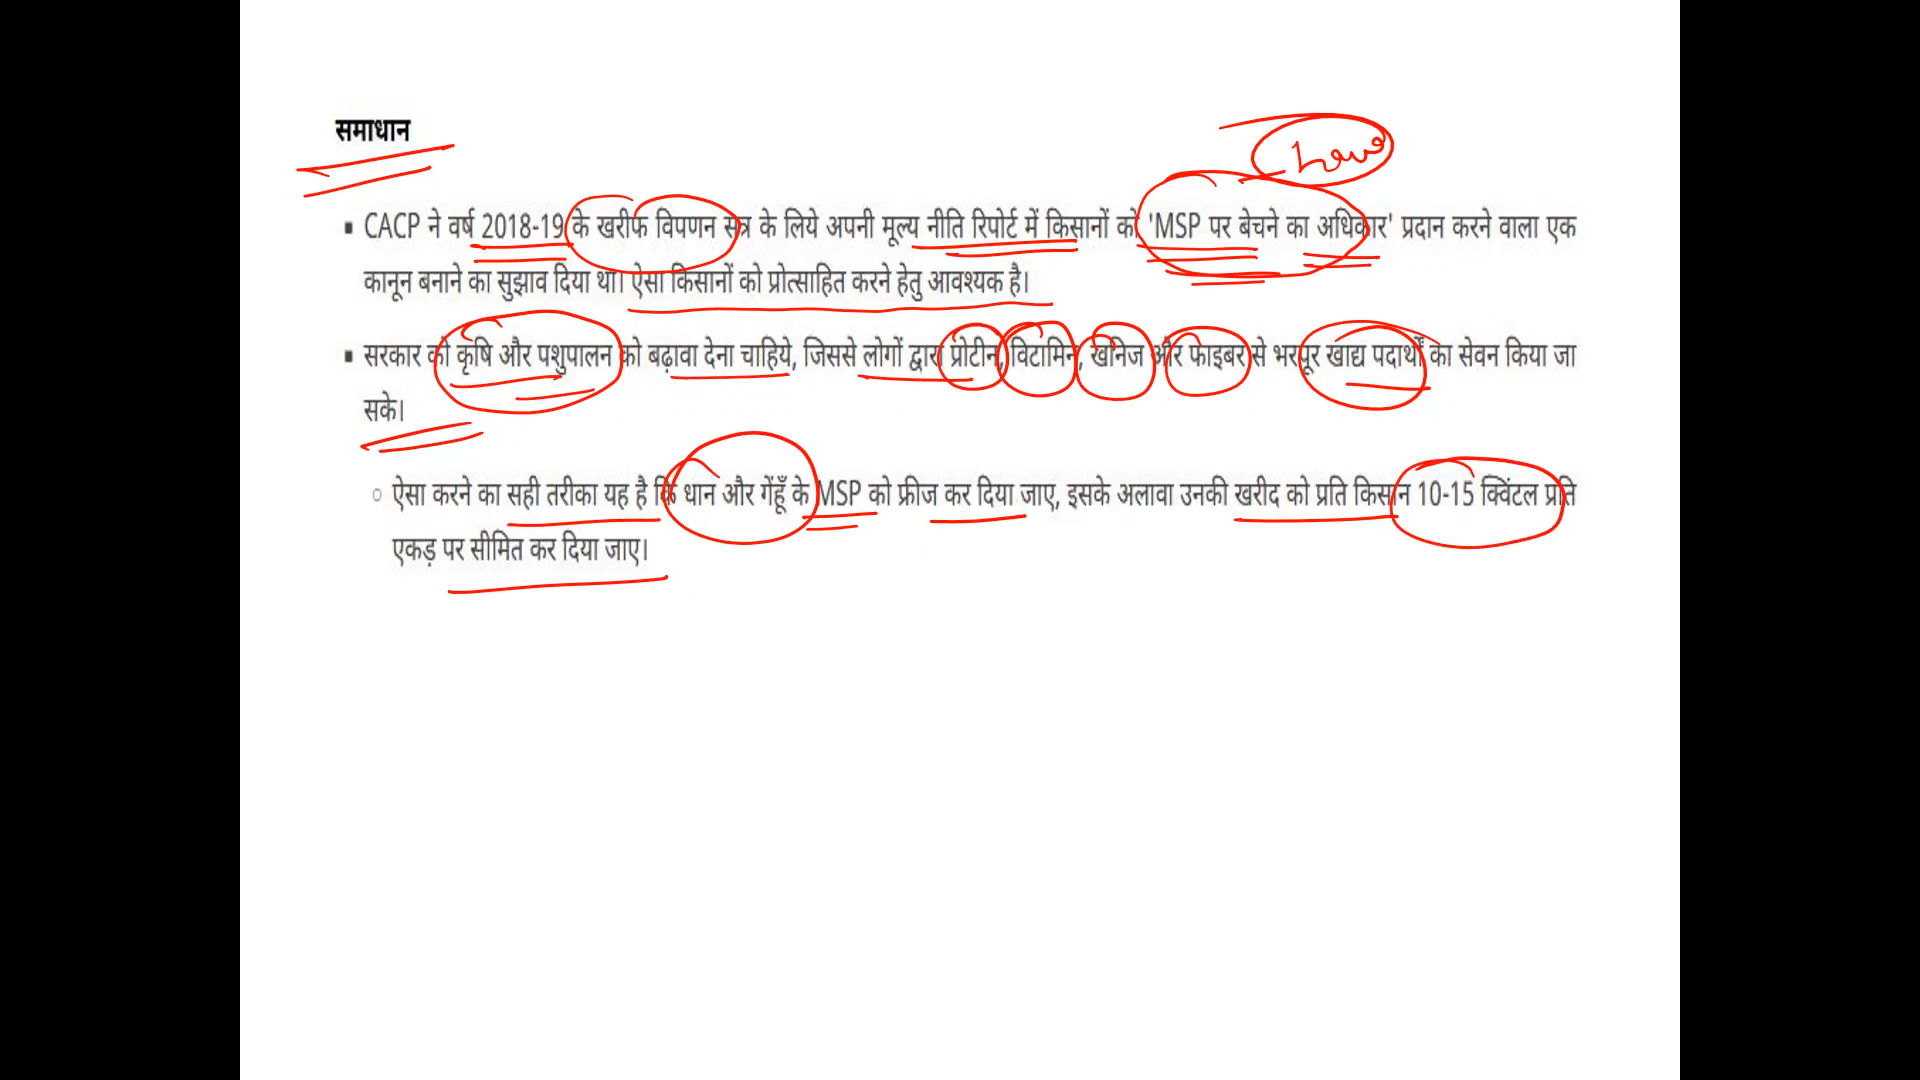 समाधान
Law
▪ CACP ने वर्ष 2018-19 के खरीफ विपणन सत्र के लिये अपनी मूल्य नीति रिपोर्ट में किसानों को 'MSP पर बेचने का अधिकार' प्रदान करने वाला एक
कानून बनाने का सुझाव दिया था। ऐसा किसानों को प्रोत्साहित करने हेतु आवश्यक है।
▪ सरकार को कृषि और पशुपालन को बढ़ावा देना चाहिये, जिससे लोगों द्वारा प्रोटीन, विटामिन, खनिज और फाइबर से भरपूर खाद्य पदार्थों का सेवन किया जा
सके।
○ ऐसा करने का सही तरीका यह है कि धान और गेंहूँ के MSP को फ्रीज कर दिया जाए, इसके अलावा उनकी खरीद को प्रति किसान 10-15 क्विंटल प्रति
एकड़ पर सीमित कर दिया जाए।